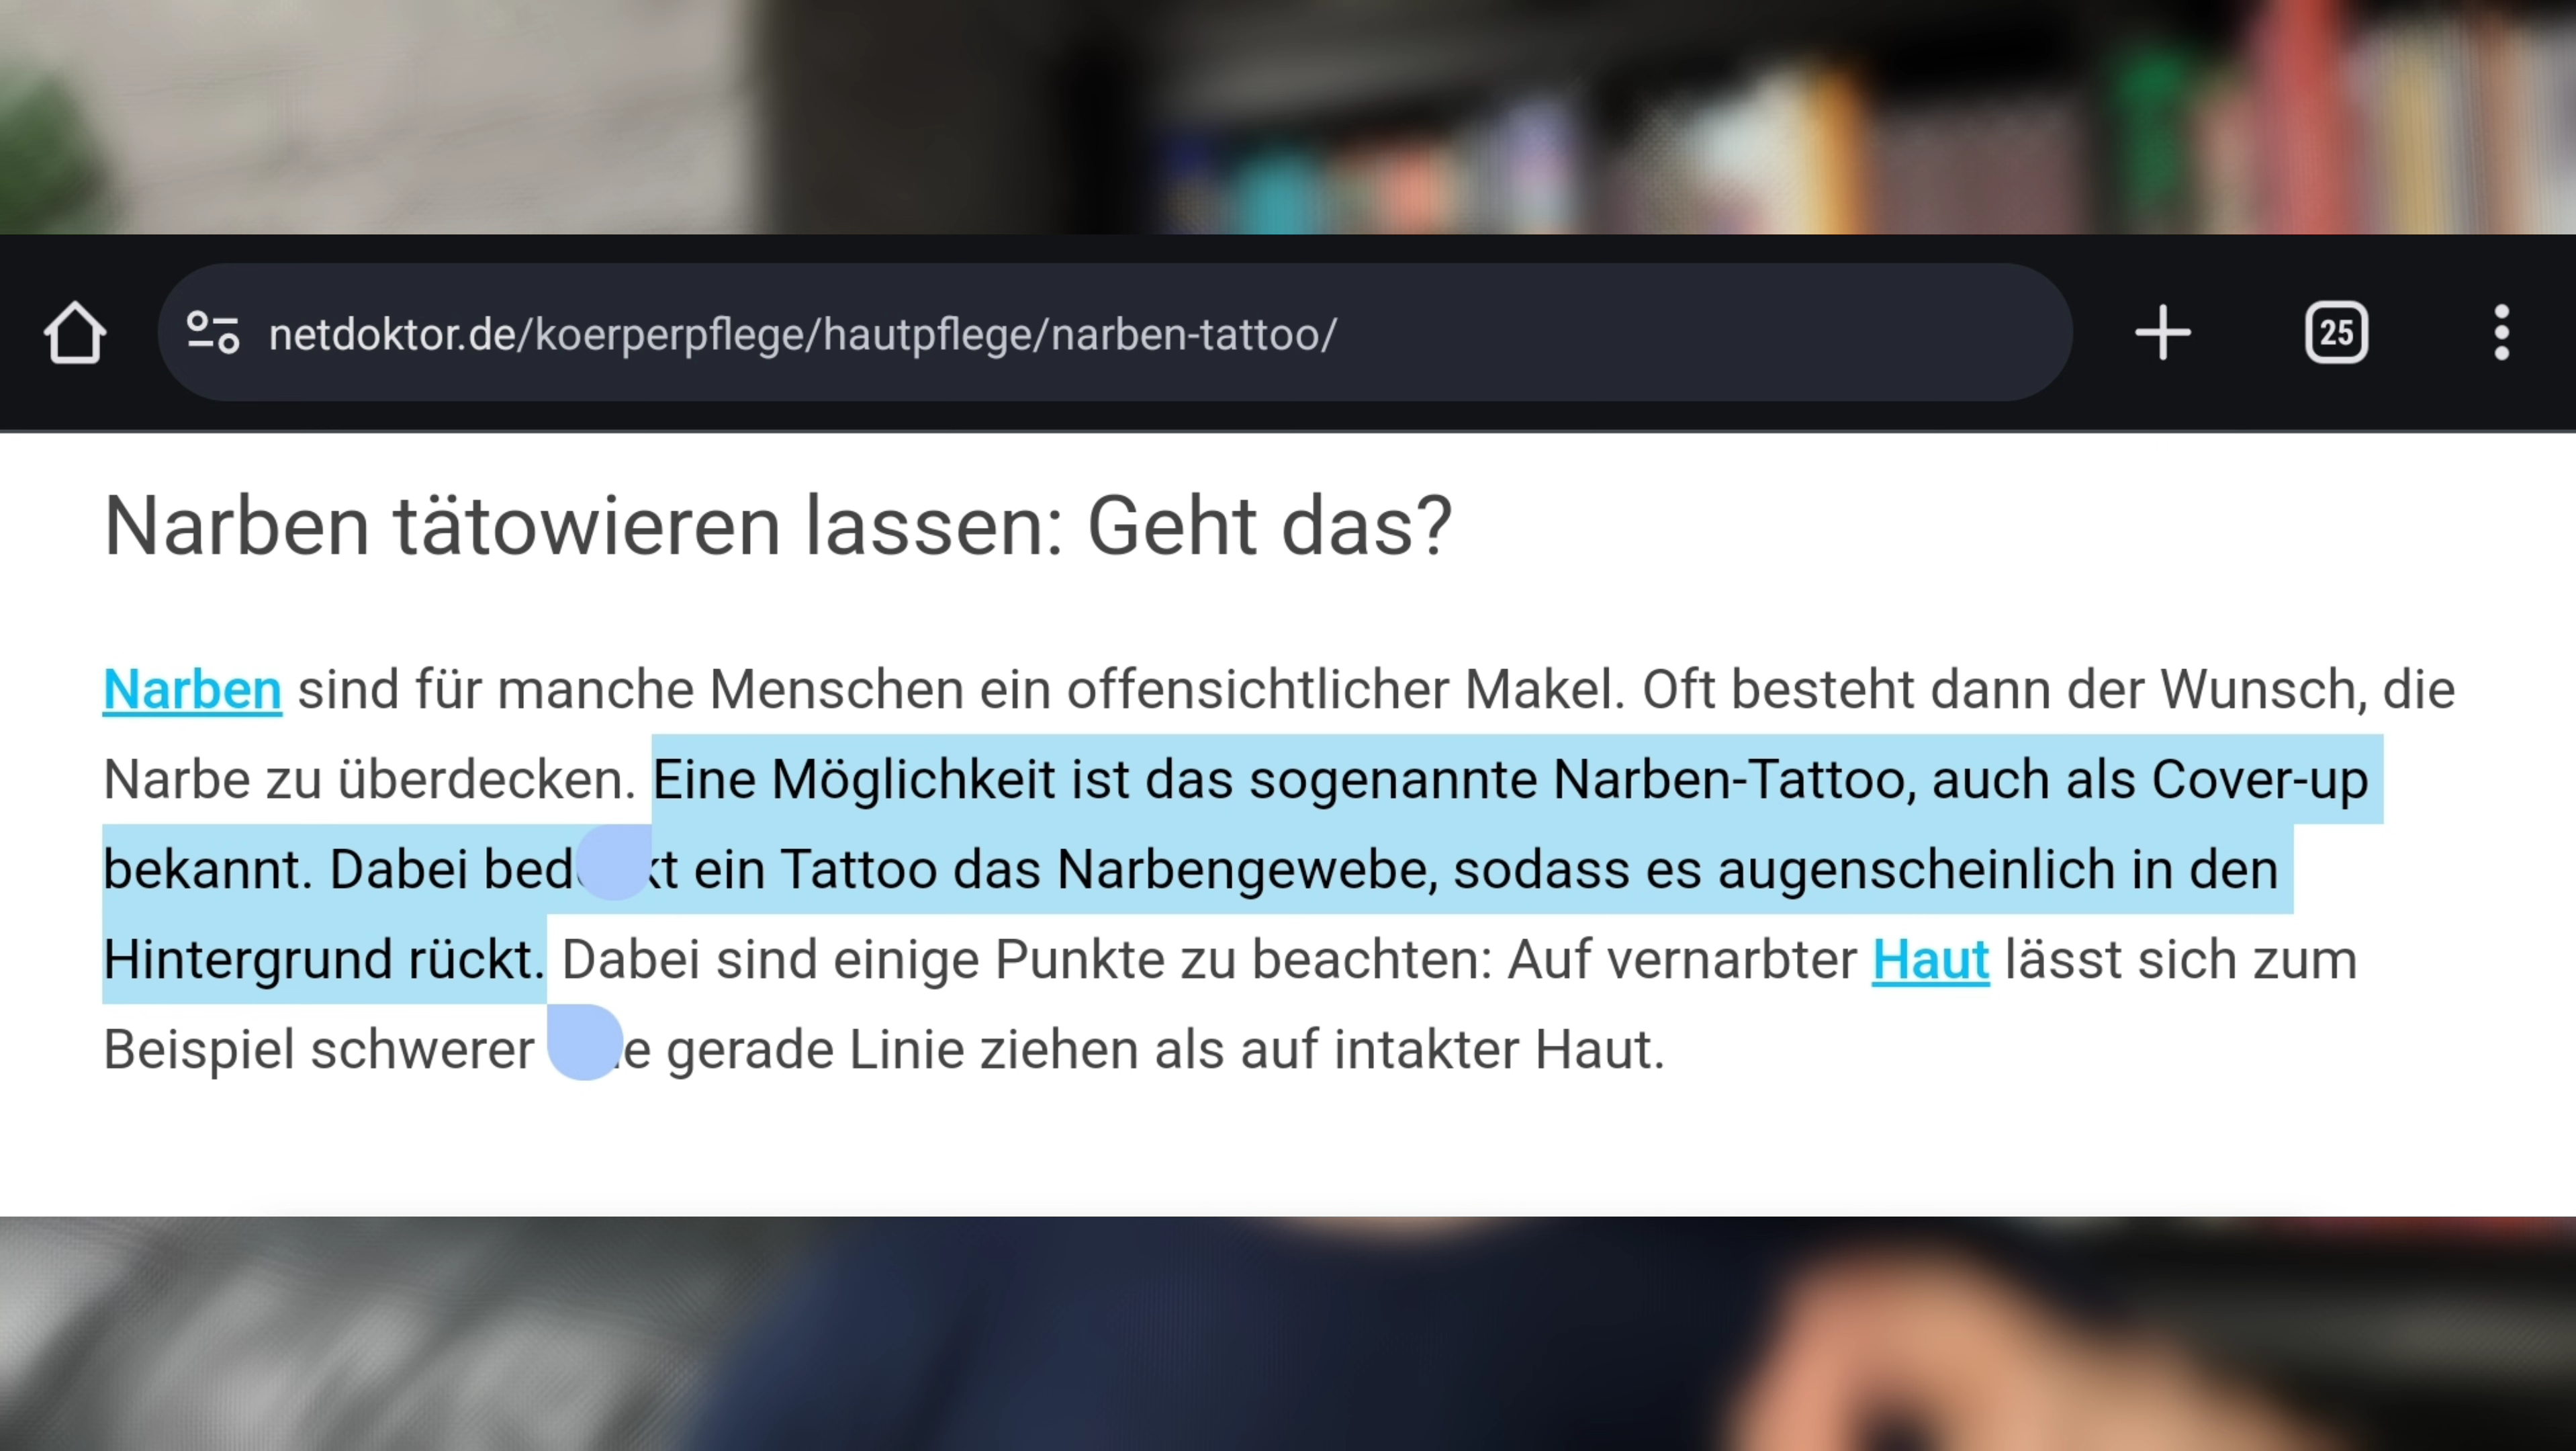 netdoktor.de/koerperpflege/hautpflege/narben-tattoo/
25
Narben tätowieren lassen: Geht das?
Narben sind für manche Menschen ein offensichtlicher Makel. Oft besteht dann der Wunsch, die
Narbe zu überdecken. Eine Möglichkeit ist das sogenannte Narben-Tattoo, auch als Cover-up
bekannt. Dabei ein Tattoo das Narbengewebe, sodass es augenscheinlich in den
Hintergrund rückt. Dabei sind einige Punkte zu beachten: Auf vernarbter Haut lässt sich zum
Beispiel schwerer gerade Linie ziehen als auf intakter Haut.